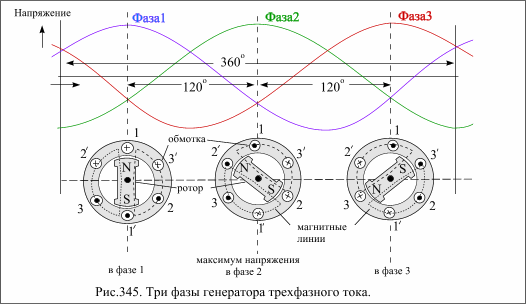 Напряжение
Фаза1
Фаза2
Фаза3
360°
120° 120°
1 1 1
2′ обмотка 3′ 2′ 3′ 2′ 3′
N N N
ротор
S S S
3 2 3 2 3 2
1′ 1′ 1′
магнитные
линии
в фазе 1
максимум напряжения
в фазе 2
в фазе 3
Рис.345. Три фазы генератора трехфазного тока.